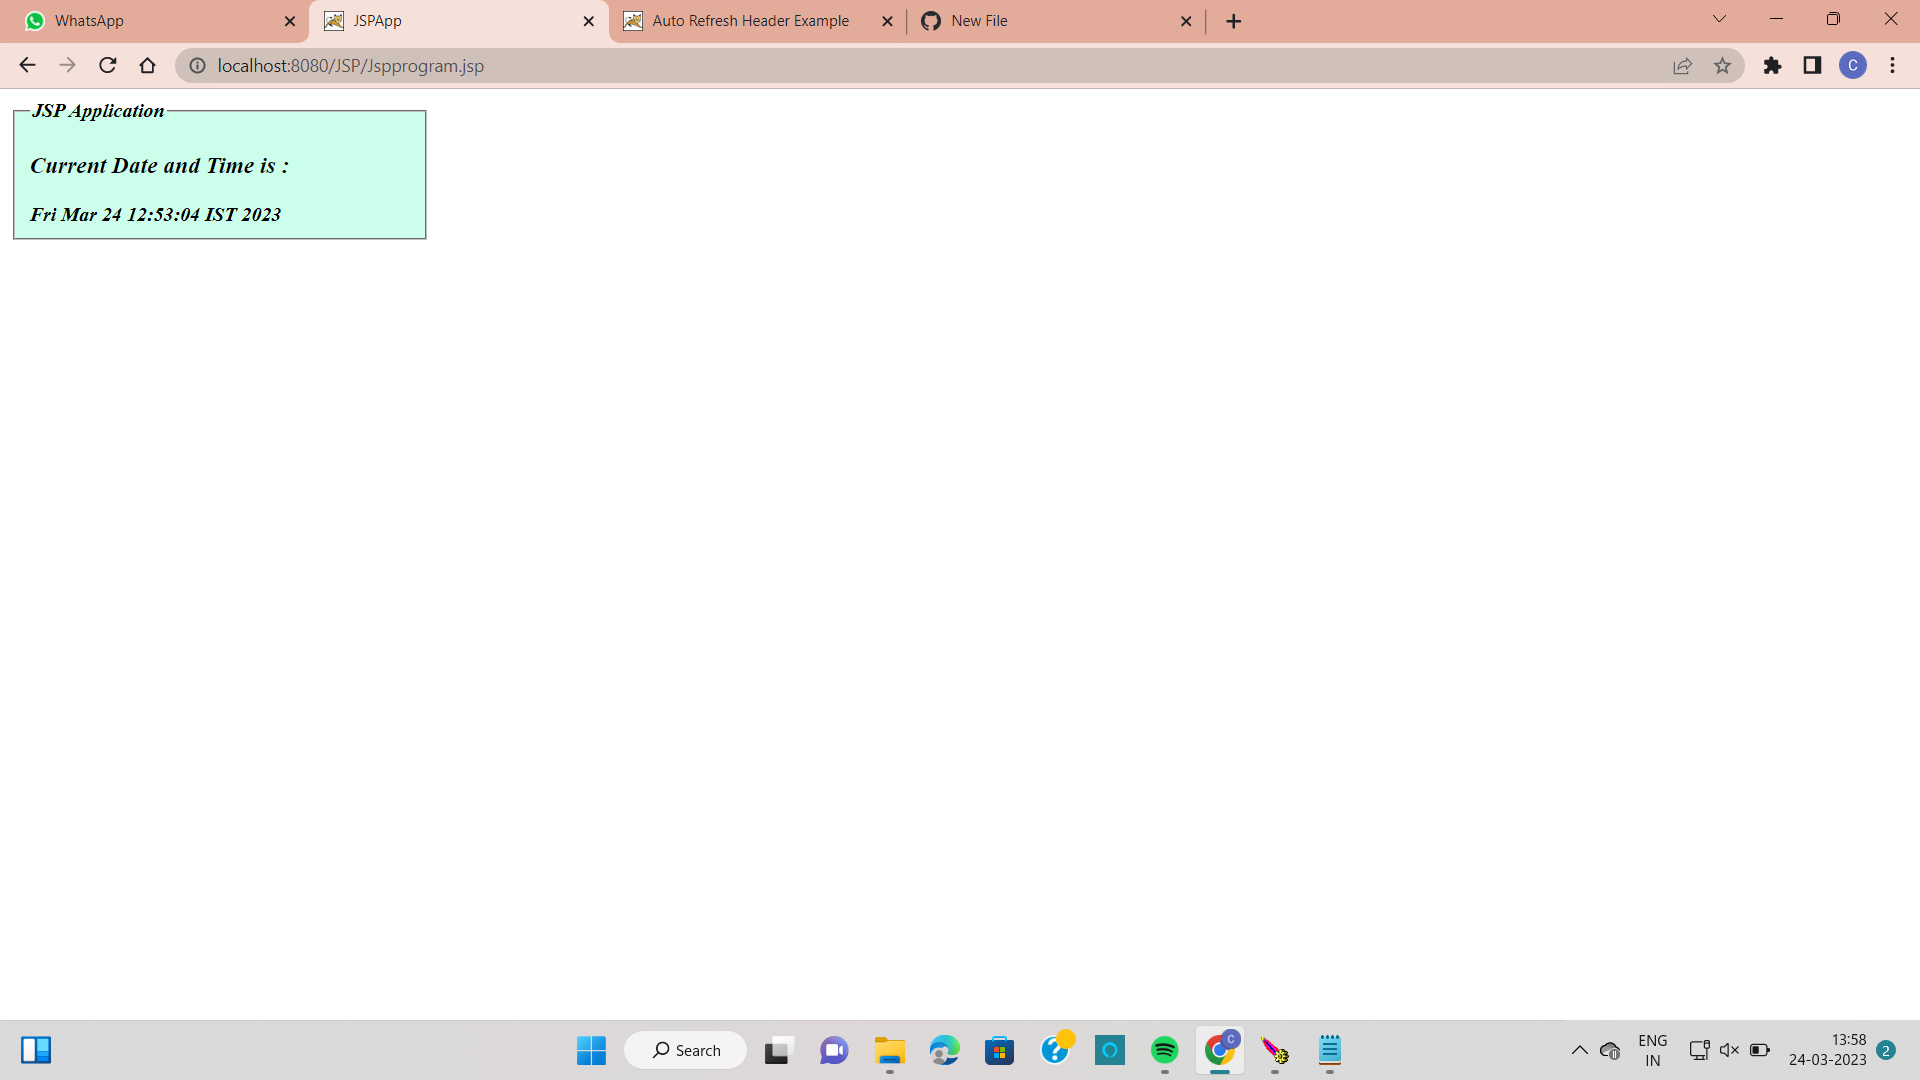 WhatsApp
JSPApp
Auto Refresh Header Example
New File
localhost:8080/JSP/Jspprogram.jsp
C
JSP Application
Current Date and Time is :
Fri Mar 24 12:53:04 IST 2023
Search
C
ENG
IN
13:58
24-03-2023
2